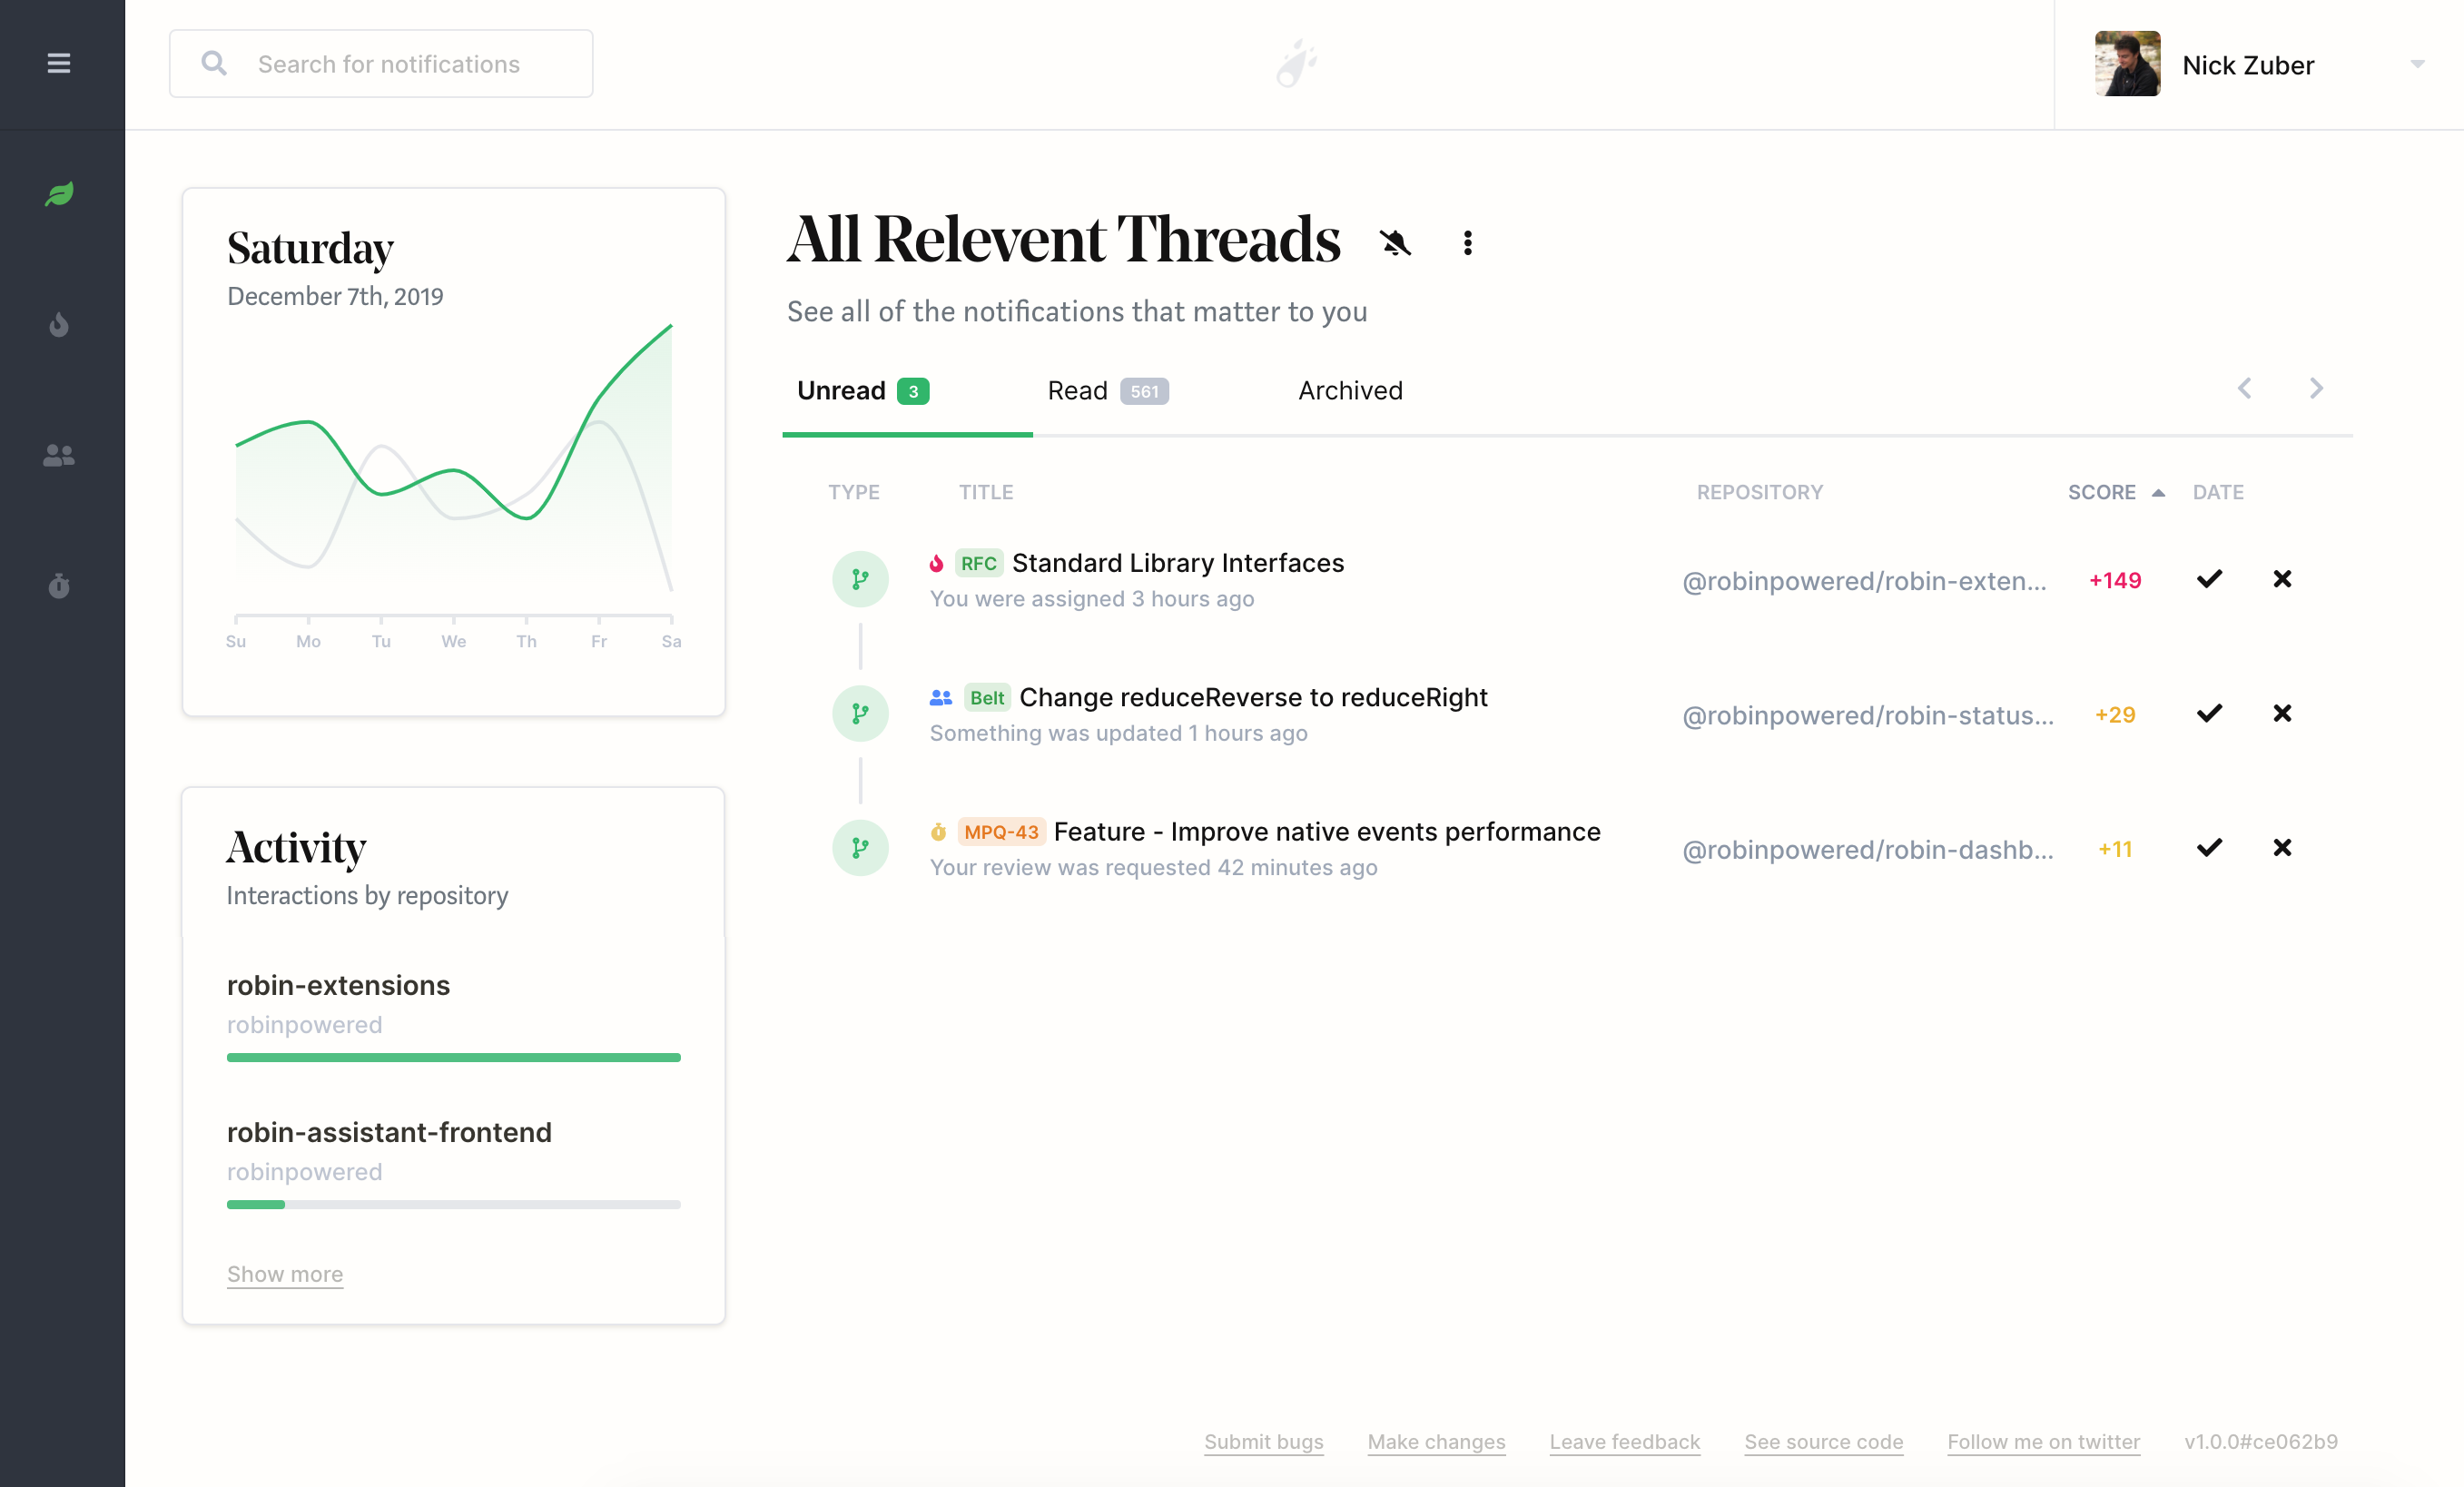 Search for notifications
Nick Zuber
Saturday
December 7th, 2019
Su Mo Tu We Th Fr Sa
Activity
Interactions by repository
robin-extensions
robinpowered
robin-assistant-frontend
robinpowered
Show more
All Relevent Threads
See all of the notifications that matter to you
Unread 3 Read 561 Archived
TYPE TITLE REPOSITORY SCORE DATE
RFC Standard Library Interfaces
You were assigned 3 hours ago
@robinpowered/robin-exten... +149
Belt Change reduceReverse to reduceRight
Something was updated 1 hours ago
@robinpowered/robin-status... +29
MPQ-43 Feature - Improve native events performance
Your review was requested 42 minutes ago
@robinpowered/robin-dashb... +11
Submit bugs Make changes Leave feedback See source code Follow me on twitter v1.0.0#ce062b9